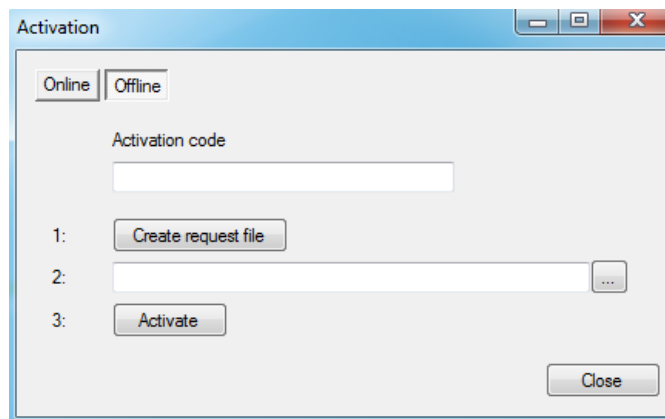 Activation
Online Offline
Activation code
1: Create request file
2: ...
3: Activate
Close